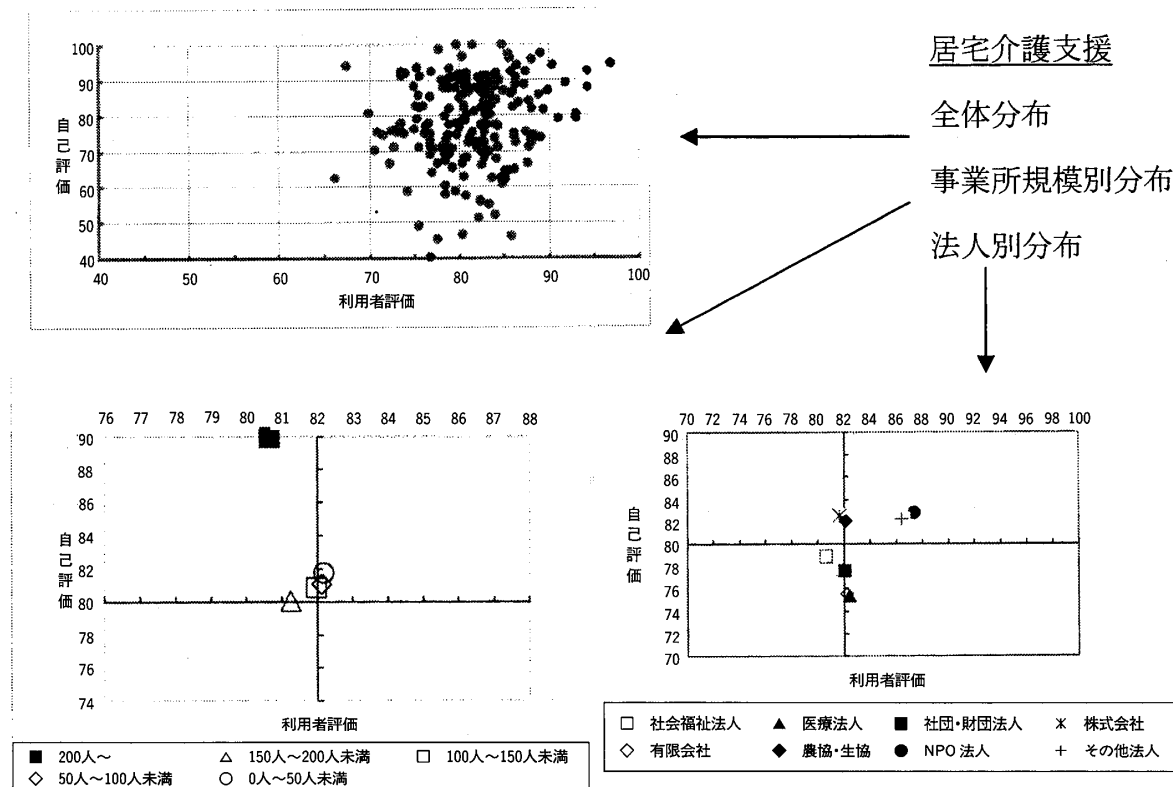 居宅介護支援
全体分布
事業所規模別分布
法人別分布
自己評価
100
90
80
70
60
50
40
40 50 60 70 80 90 100
利用者評価
76 77 78 79 80 81 82 83 84 85 86 87 88
自己評価
90
88
86
84
82
80
78
76
74
利用者評価
■ 200人～ △ 150人～200人未満 □ 100人～150人未満
◇ 50人～100人未満 ○ 0人～50人未満
70 72 74 76 78 80 82 84 86 88 90 92 94 96 98 100
自己評価
90
88
86
84
82
80
78
76
74
72
70
利用者評価
□ 社会福祉法人 ▲ 医療法人 ■ 社団・財団法人 ＊ 株式会社
◇ 有限会社 ◆ 農協・生協 ● NPO 法人 ＋ その他法人